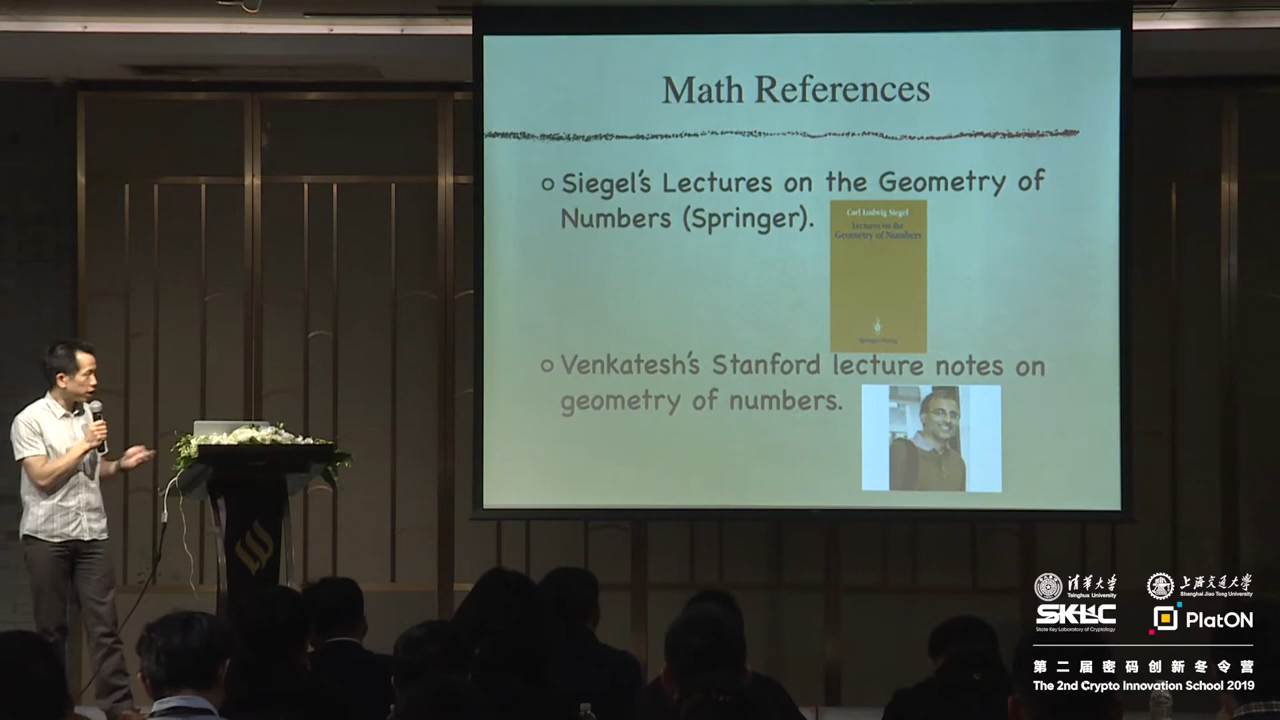 Math References
Siegel's Lectures on the Geometry of
Numbers (Springer).
Carl Ludwig Siegel
Lectures on the
Geometry of Numbers
Venkatesh's Stanford lecture notes on
geometry of numbers.
清华大学
Tsinghua University
上海交通大学
Shanghai Jiao Tong University
SKLC
State Key Laboratory of Cryptology
PlatON
第二届密码创新冬令营
The 2nd Crypto Innovation School 2019